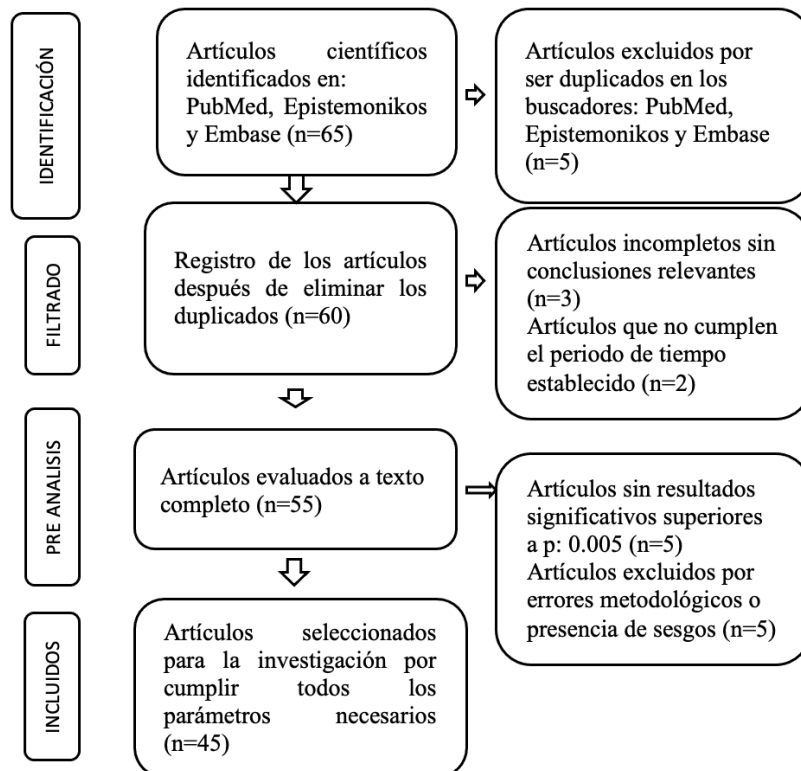 IDENTIFICACIÓN
Artículos científicos
identificados en:
PubMed, Epistemonikos
y Embase (n=65)
Artículos excluidos por
ser duplicados en los
buscadores: PubMed,
Epistemonikos y Embase
(n=5)
FILTRADO
Registro de los artículos
después de eliminar los
duplicados (n=60)
Artículos incompletos sin
conclusiones relevantes
(n=3)
Artículos que no cumplen
el periodo de tiempo
establecido (n=2)
PRE ANALISIS
Artículos evaluados a texto
completo (n=55)
Artículos sin resultados
significativos superiores
a p: 0.005 (n=5)
Artículos excluidos por
errores metodológicos o
presencia de sesgos (n=5)
INCLUIDOS
Artículos seleccionados
para la investigación por
cumplir todos los
parámetros necesarios
(n=45)